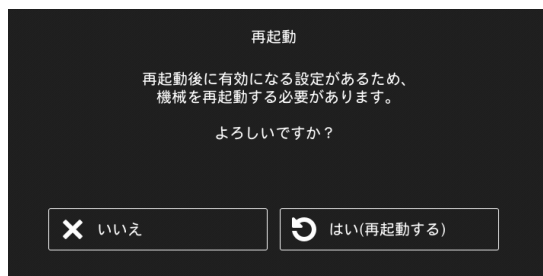 再起動
再起動後に有効になる設定があるため、
機械を再起動する必要があります。
よろしいですか？
いいえ
はい(再起動する)